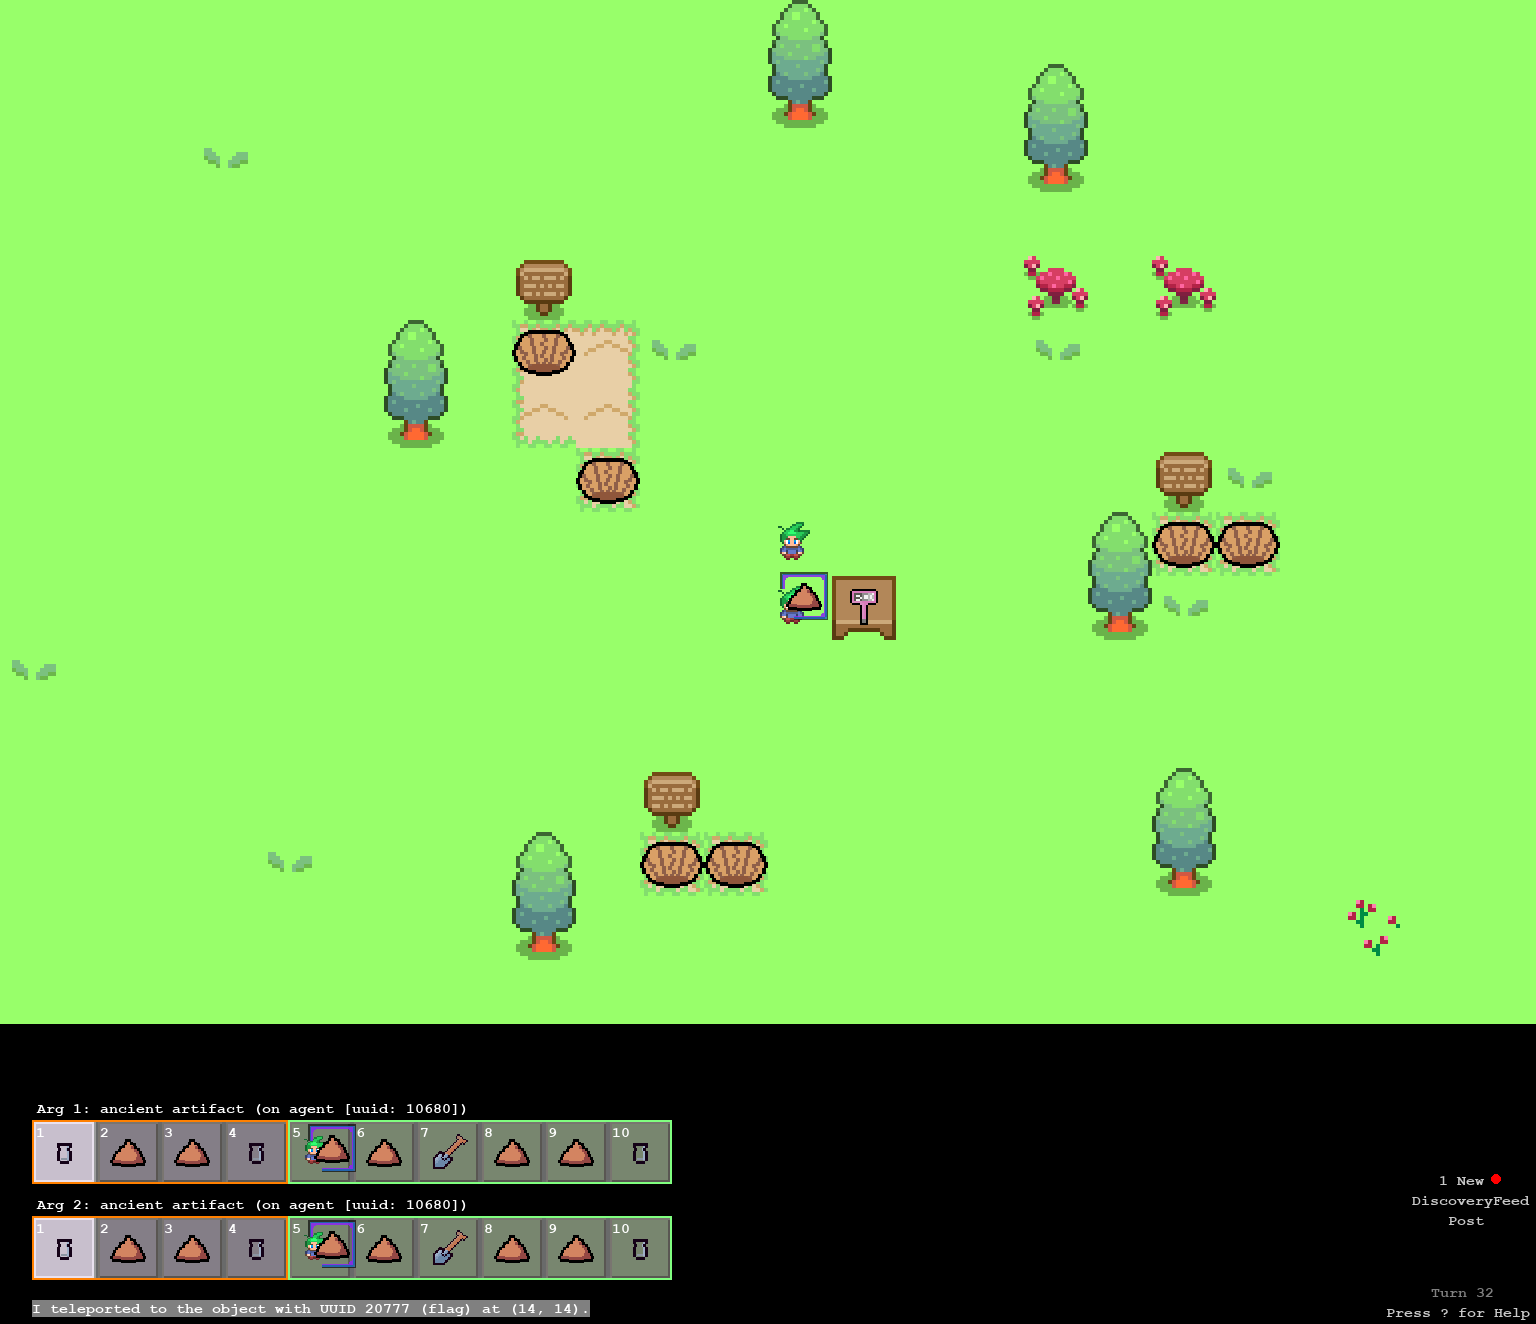 Arg 1: ancient artifact (on agent [uuid: 10680])
1 2 3 4 5 6 7 8 9 10
Arg 2: ancient artifact (on agent [uuid: 10680])
1 2 3 4 5 6 7 8 9 10
I teleported to the object with UUID 20777 (flag) at (14, 14).
1 New
DiscoveryFeed
Post
Turn 32
Press ? for Help